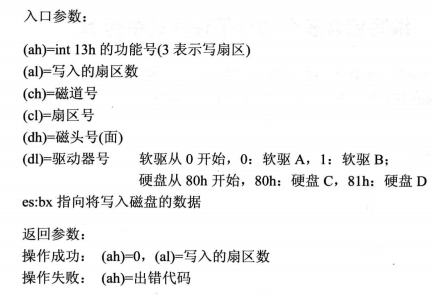 入口参数：
(ah)=int 13h 的功能号(3 表示写扇区)
(al)=写入的扇区数
(ch)=磁道号
(cl)=扇区号
(dh)=磁头号(面)
(dl)=驱动器号 软驱从 0 开始，0：软驱 A，1：软驱 B；
硬盘从 80h 开始，80h：硬盘 C，81h：硬盘 D
es:bx 指向将写入磁盘的数据
返回参数：
操作成功： (ah)=0，(al)=写入的扇区数
操作失败： (ah)=出错代码